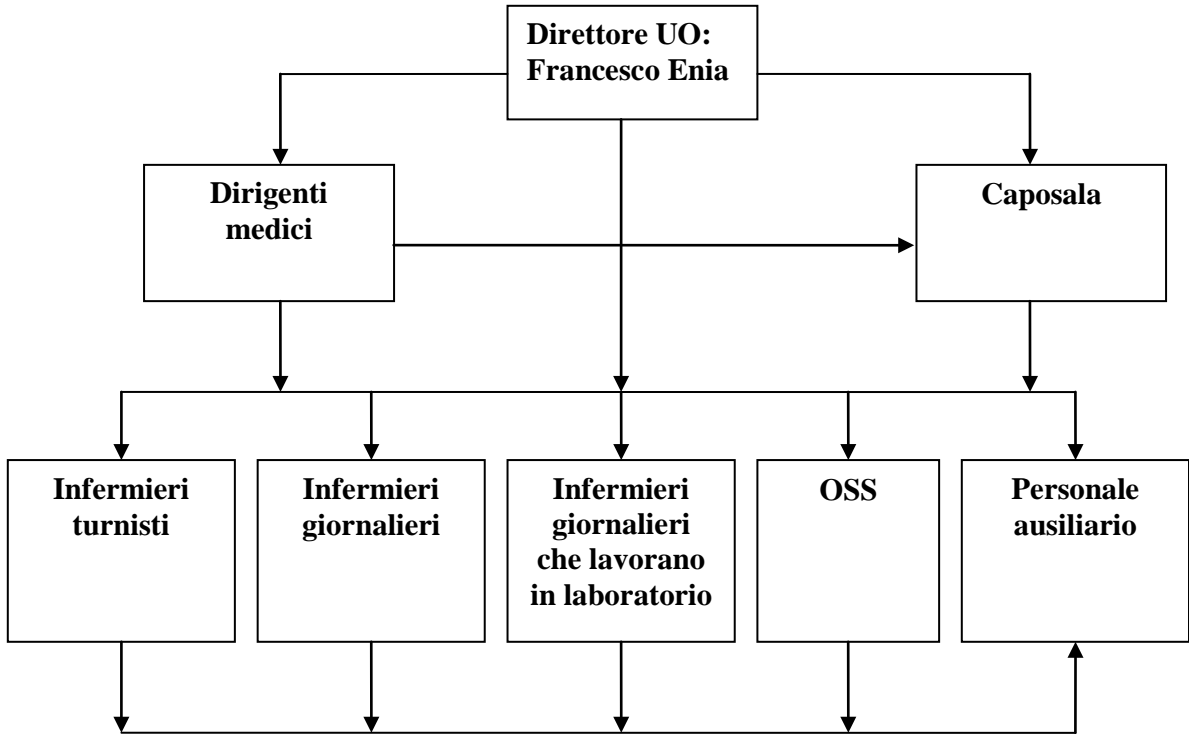 Direttore UO:
Francesco Enia
Dirigenti
medici
Caposala
Infermieri
turnisti
Infermieri
giornalieri
Infermieri
giornalieri
che lavorano
in laboratorio
OSS
Personale
ausiliario